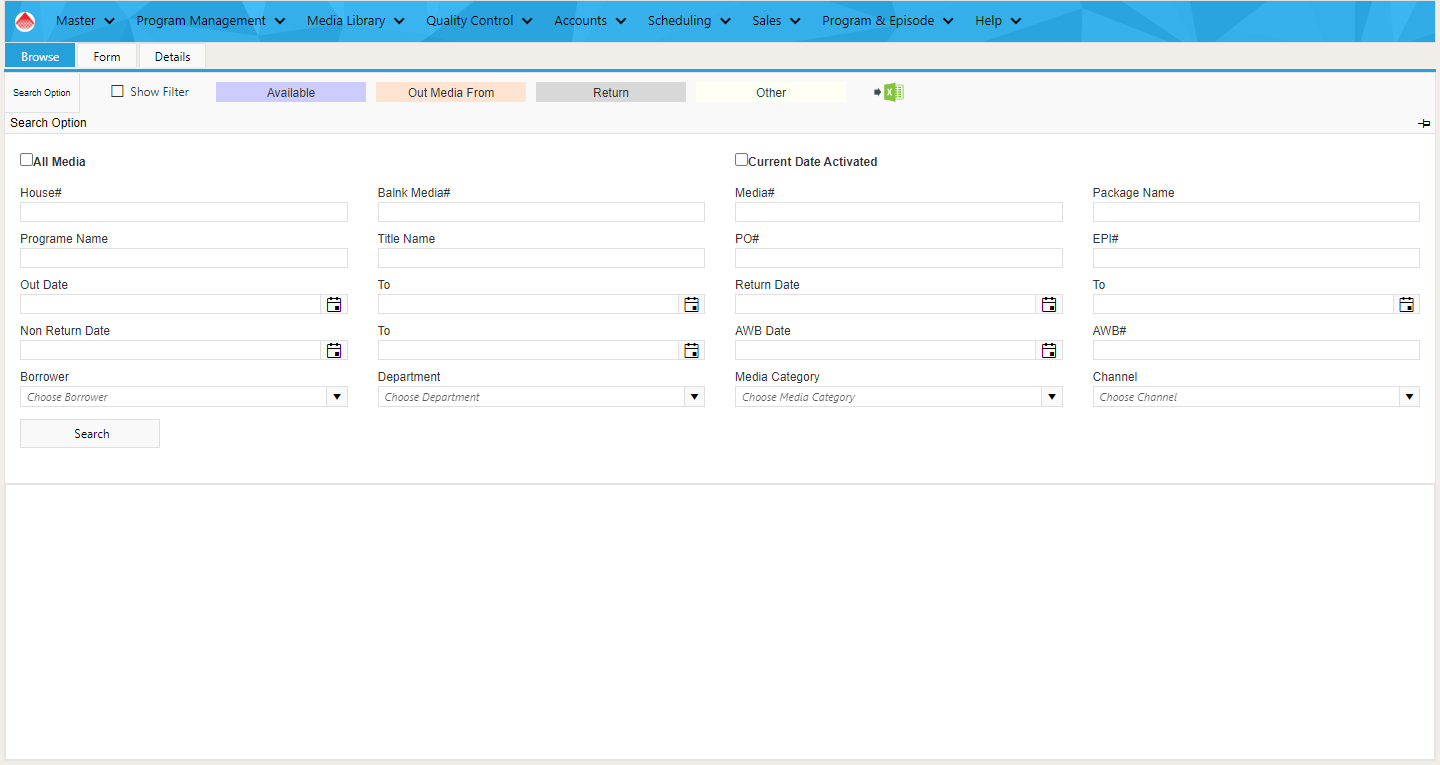 Master Program Management Media Library Quality Control Accounts Scheduling Sales Program & Episode Help
Browse Form Details
Search Option Show Filter Available Out Media From Return Other
Search Option
All Media Current Date Activated
House# Balnk Media# Media# Package Name
Programe Name Title Name PO# EPI#
Out Date To Return Date To
Non Return Date To AWB Date AWB#
Borrower Department Media Category Channel
Choose Borrower Choose Department Choose Media Category Choose Channel
Search